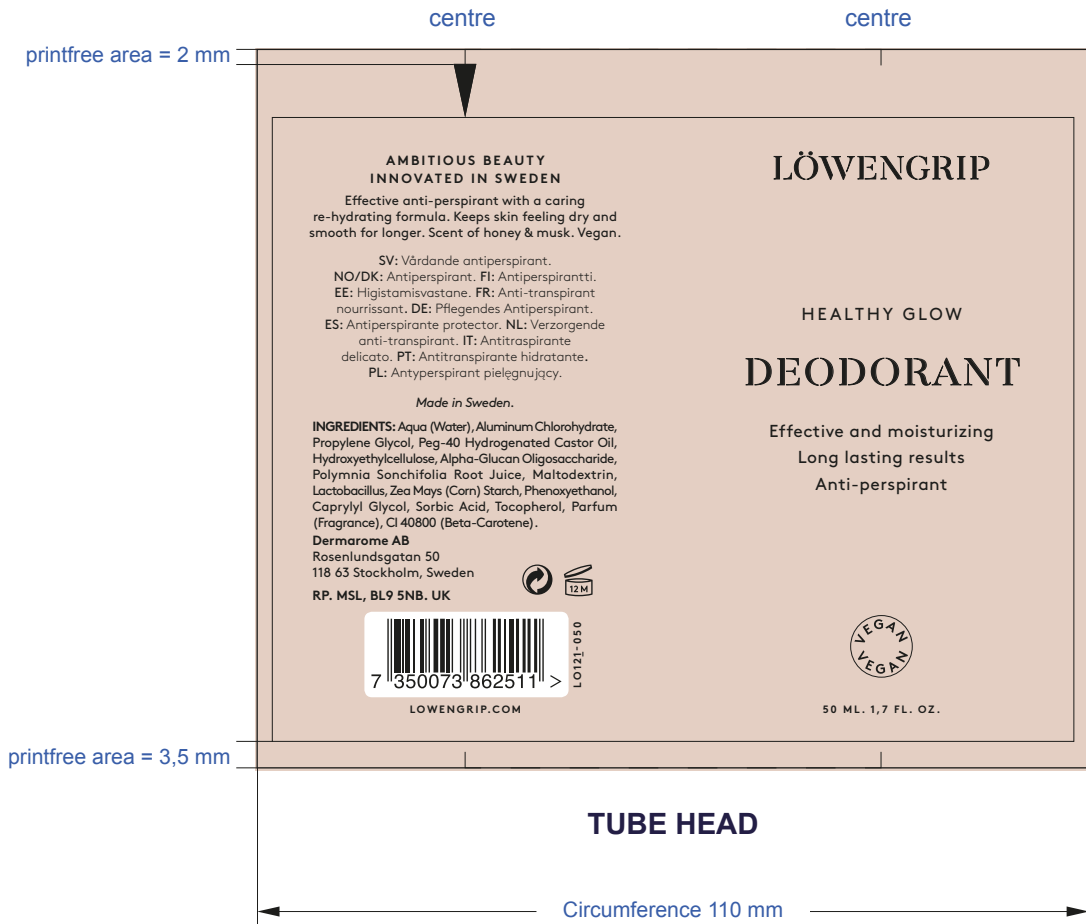 centre
centre
printfree area = 2 mm
AMBITIOUS BEAUTY
INNOVATED IN SWEDEN
Effective anti-perspirant with a caring
re-hydrating formula. Keeps skin feeling dry and
smooth for longer. Scent of honey & musk. Vegan.
SV: Vårdande antiperspirant.
NO/DK: Antiperspirant. FI: Antiperspirantti.
EE: Higistamisvastane. FR: Anti-transpirant
nourrissant. DE: Pflegendes Antiperspirant.
ES: Antiperspirante protector. NL: Verzorgende
anti-transpirant. IT: Antitraspirante
delicato. PT: Antitranspirante hidratante.
PL: Antyperspirant pielęgnujący.
Made in Sweden.
INGREDIENTS: Aqua (Water), Aluminum Chlorohydrate,
Propylene Glycol, Peg-40 Hydrogenated Castor Oil,
Hydroxyethylcellulose, Alpha-Glucan Oligosaccharide,
Polymnia Sonchifolia Root Juice, Maltodextrin,
Lactobacillus, Zea Mays (Corn) Starch, Phenoxyethanol,
Caprylyl Glycol, Sorbic Acid, Tocopherol, Parfum
(Fragrance), CI 40800 (Beta-Carotene).
Dermarome AB
Rosenlundsgatan 50
118 63 Stockholm, Sweden
RP. MSL, BL9 5NB. UK
12 M
7 350073 862511 >
LO121-050
LOWENGRIP.COM
LÖWENGRIP
HEALTHY GLOW
DEODORANT
Effective and moisturizing
Long lasting results
Anti-perspirant
VEGAN
VEGAN
50 ML. 1,7 FL. OZ.
printfree area = 3,5 mm
TUBE HEAD
Circumference 110 mm